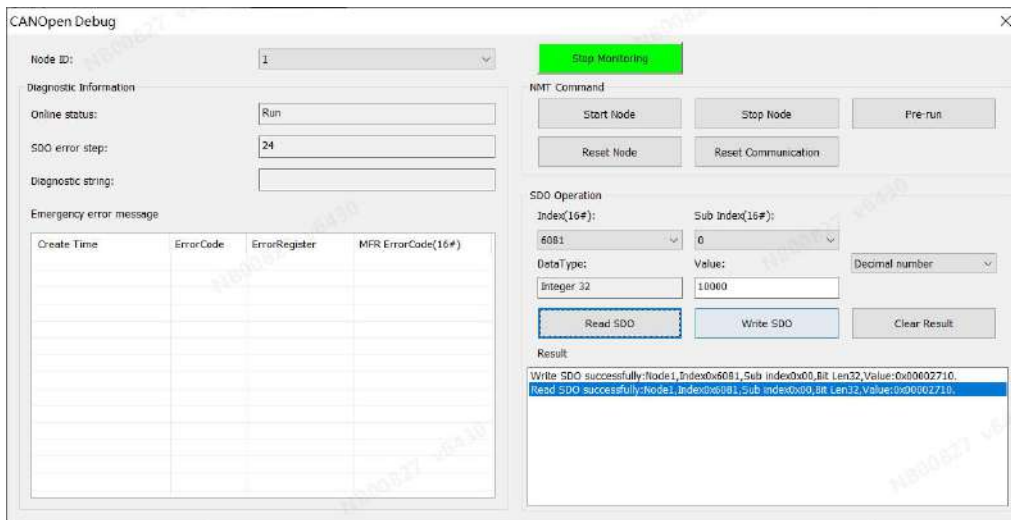 CANOpen Debug
Node ID:
1
Stop Monitoring
Diagnostic Information
Online status:
Run
SDO error step:
24
Diagnostic string:
Emergency error message
Create Time ErrorCode ErrorRegister MFR ErrorCode(16#)
NMT Command
Start Node Stop Node Pre-run
Reset Node Reset Communication
SDO Operation
Index(16#): Sub Index(16#):
6081 0
DataType: Value: Decimal number
Integer 32 10000
Read SDO Write SDO Clear Result
Result
Write SDO successfully:Node1,Index0x6081,Sub index0x00,Bit Len32,Value:0x00002710.
Read SDO successfully:Node1,Index0x6081,Sub index0x00,Bit Len32,Value:0x00002710.